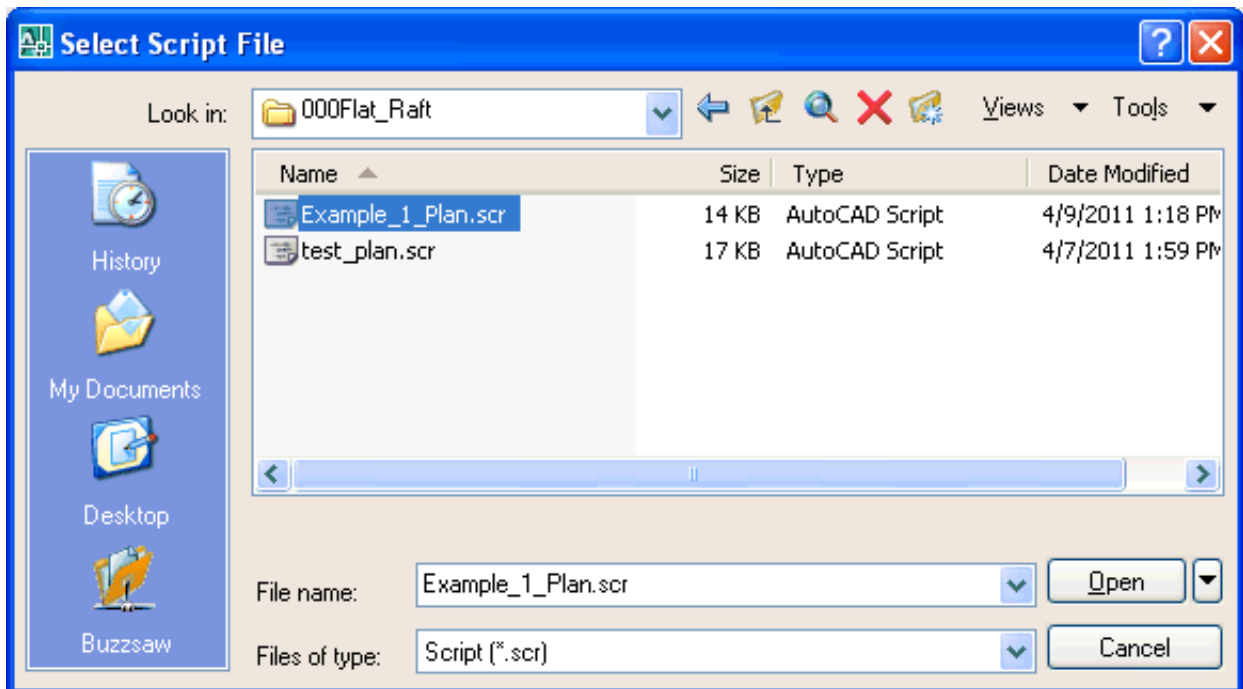 Select Script File
Look in: 000Flat_Raft Views Tools
Name Size Type Date Modified
Example_1_Plan.scr 14 KB AutoCAD Script 4/9/2011 1:18 PM
test_plan.scr 17 KB AutoCAD Script 4/7/2011 1:59 PM
History
My Documents
Desktop
Buzzsaw
File name: Example_1_Plan.scr Open
Files of type: Script (*.scr) Cancel